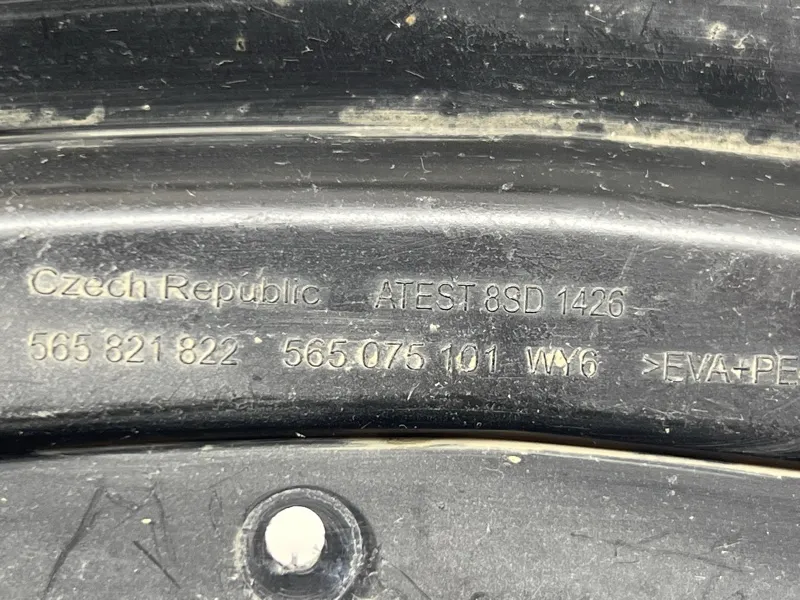 Czech Republic ATEST 8SD 1426
565 821 822 565 075 101 WY6 >EVA+PE